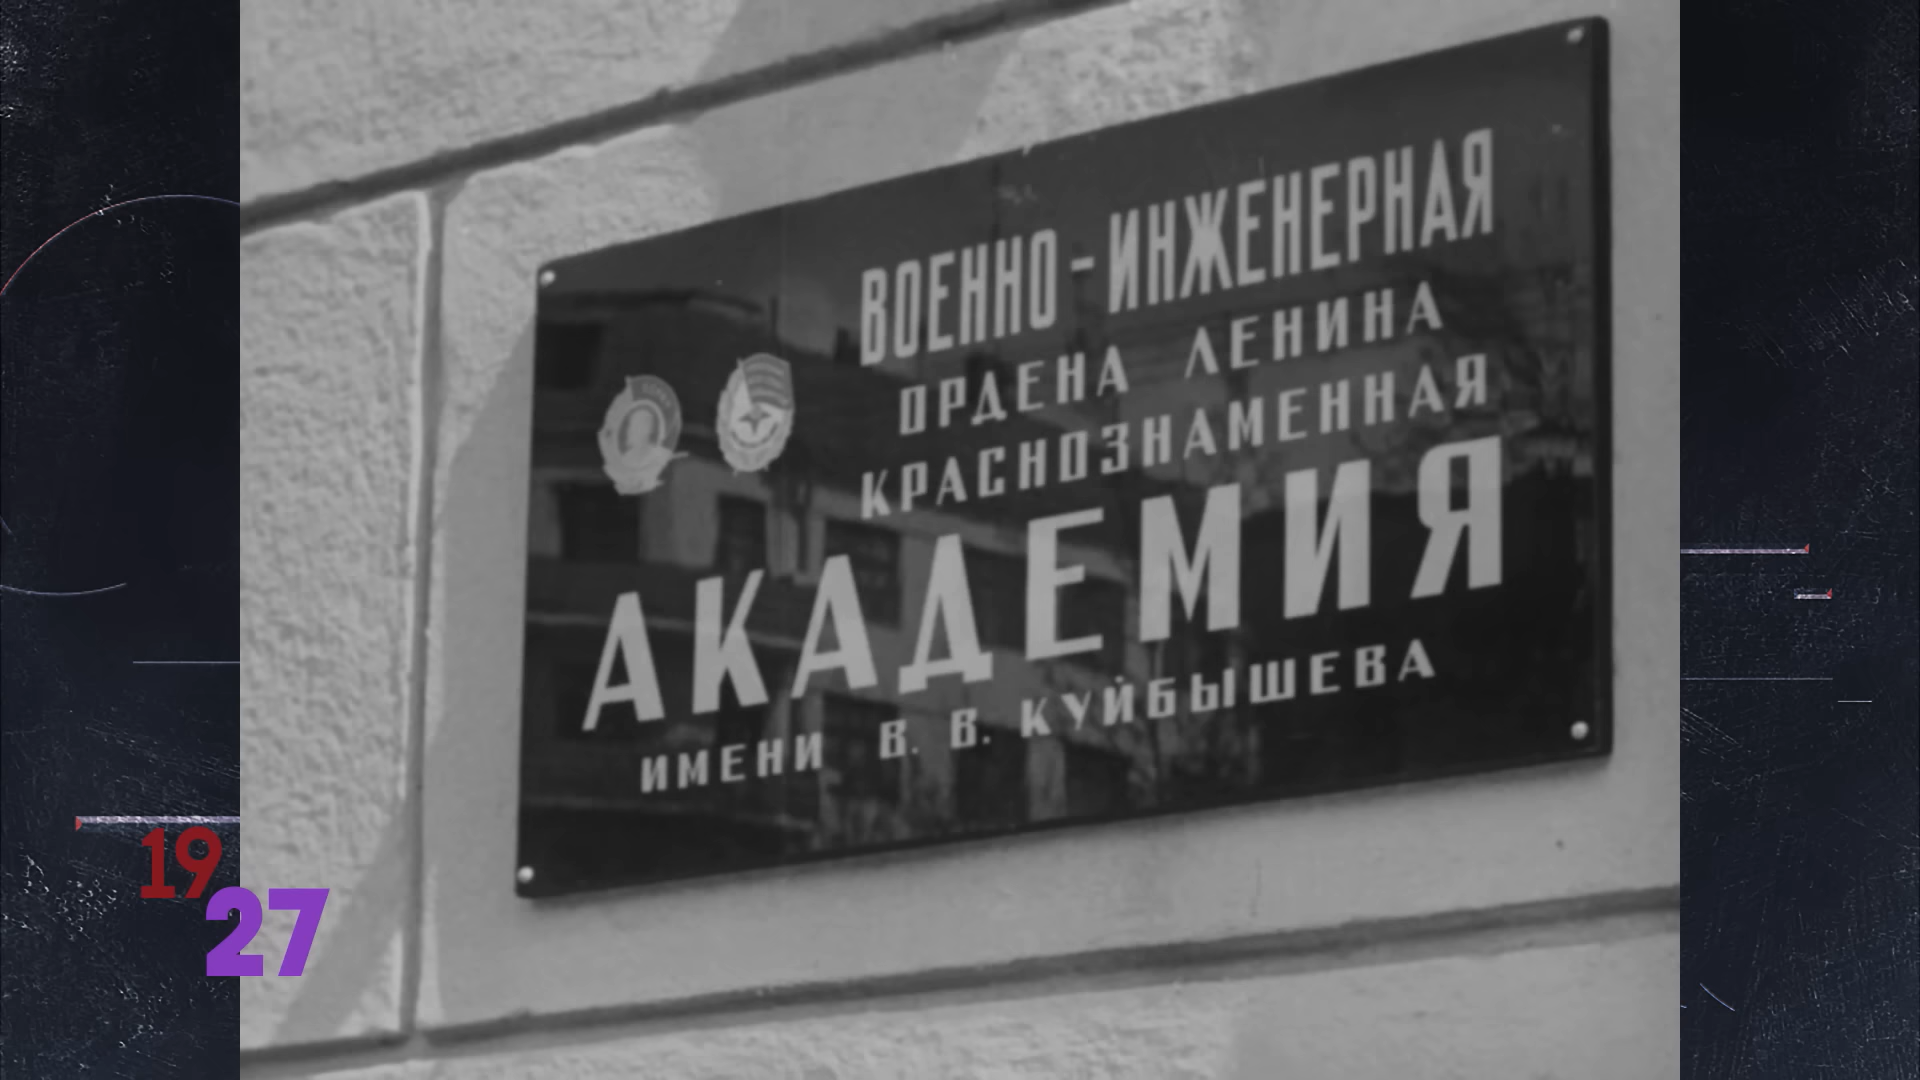 ВОЕННО-ИНЖЕНЕРНАЯ
ОРДЕНА ЛЕНИНА
КРАСНОЗНАМЕННАЯ
АКАДЕМИЯ
ИМЕНИ В. В. КУЙБЫШЕВА
19
27